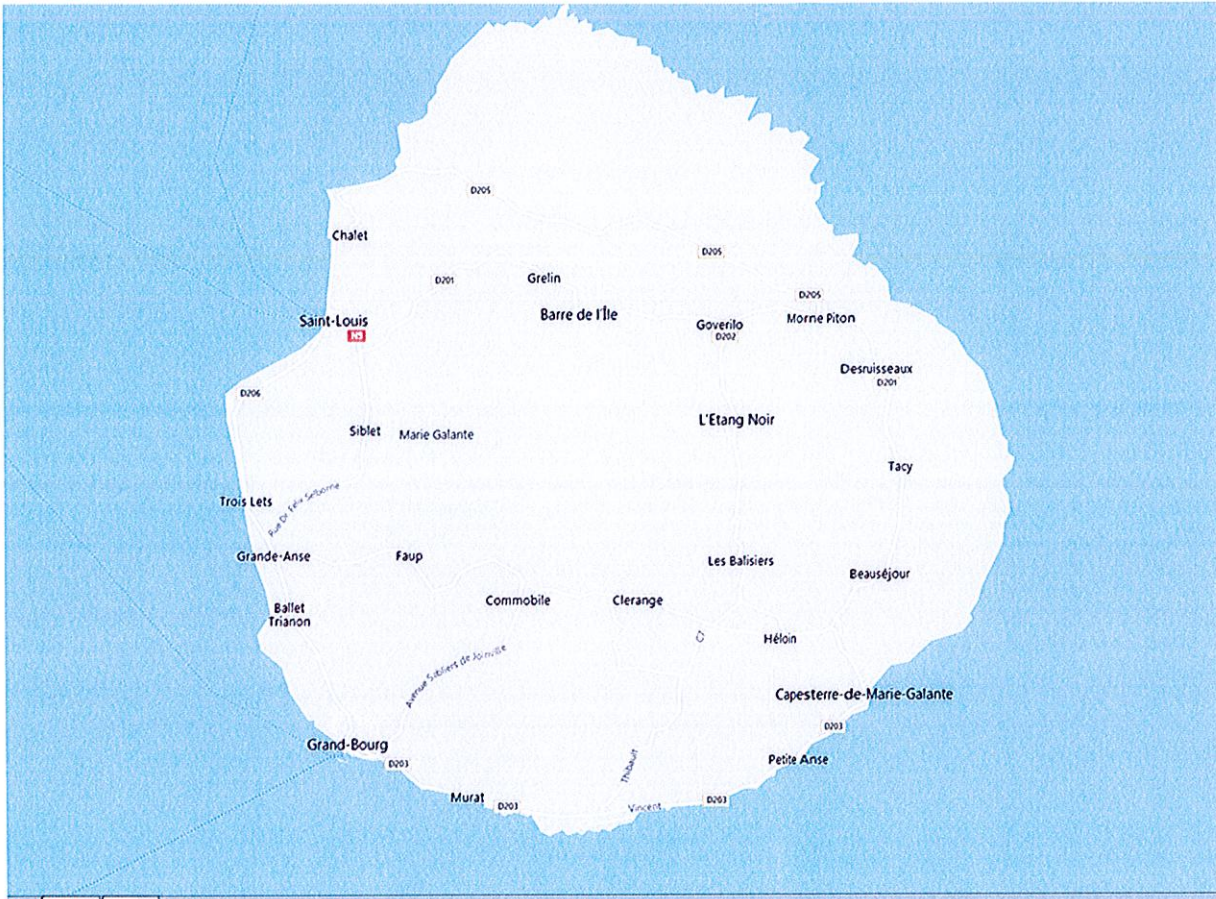 D205
Chalet
D205
Grelin
D201
D205
Barre de l'Île
Morne Piton
Saint-Louis
Goverilo
N9
D202
Desruisseaux
D201
D206
L'Etang Noir
Siblet
Marie Galante
Tacy
Trois Lets
Rue Dr. Félix Selborne
Grande-Anse
Faup
Les Balisiers
Beauséjour
Commobile
Clerange
Ballet
Trianon
Héloin
Avenue Sibliert de Joinville
Capesterre-de-Marie-Galante
D203
Grand-Bourg
Petite Anse
D203
Thibault
Murat
D203
Vincent
D203